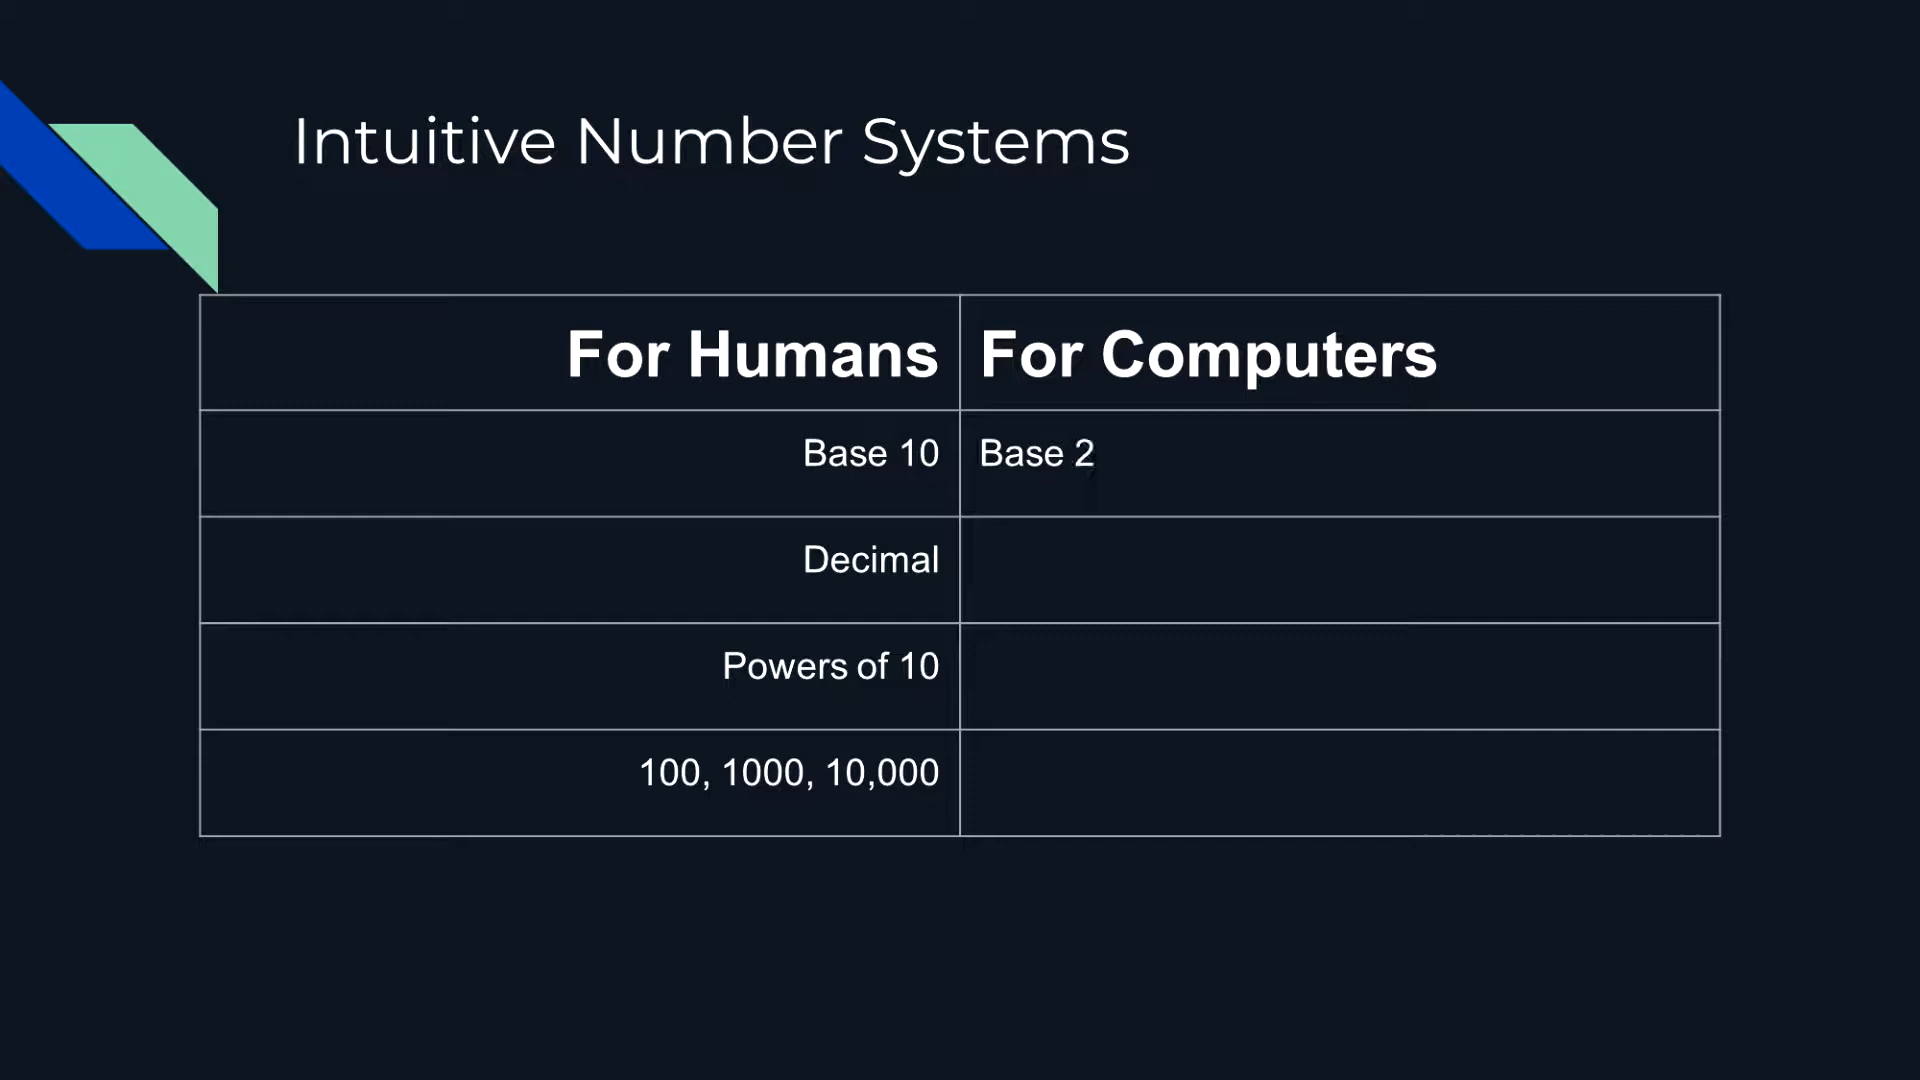 Intuitive Number Systems
For Humans
For Computers
Base 10
Base 2
Decimal
Powers of 10
100, 1000, 10,000